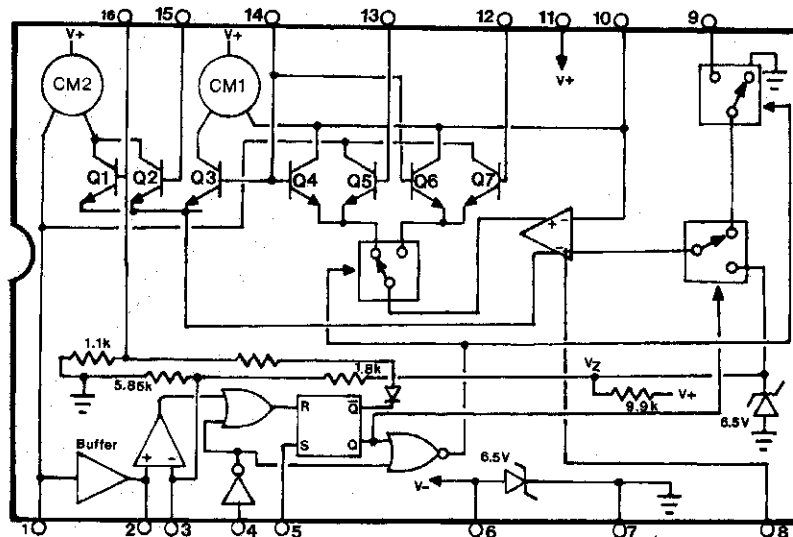 16 15 14 13 12 11 10 9
V+ V+ V+
CM2 CM1
Q1 Q2 Q3 Q4 Q5 Q6 Q7
+ -
-
1.1k
5.86k 1.8k VZ
9.9k V+
6.5V
R Q
S Q
Buffer
+ -
6.5V
V-
1 2 3 4 5 6 7 8